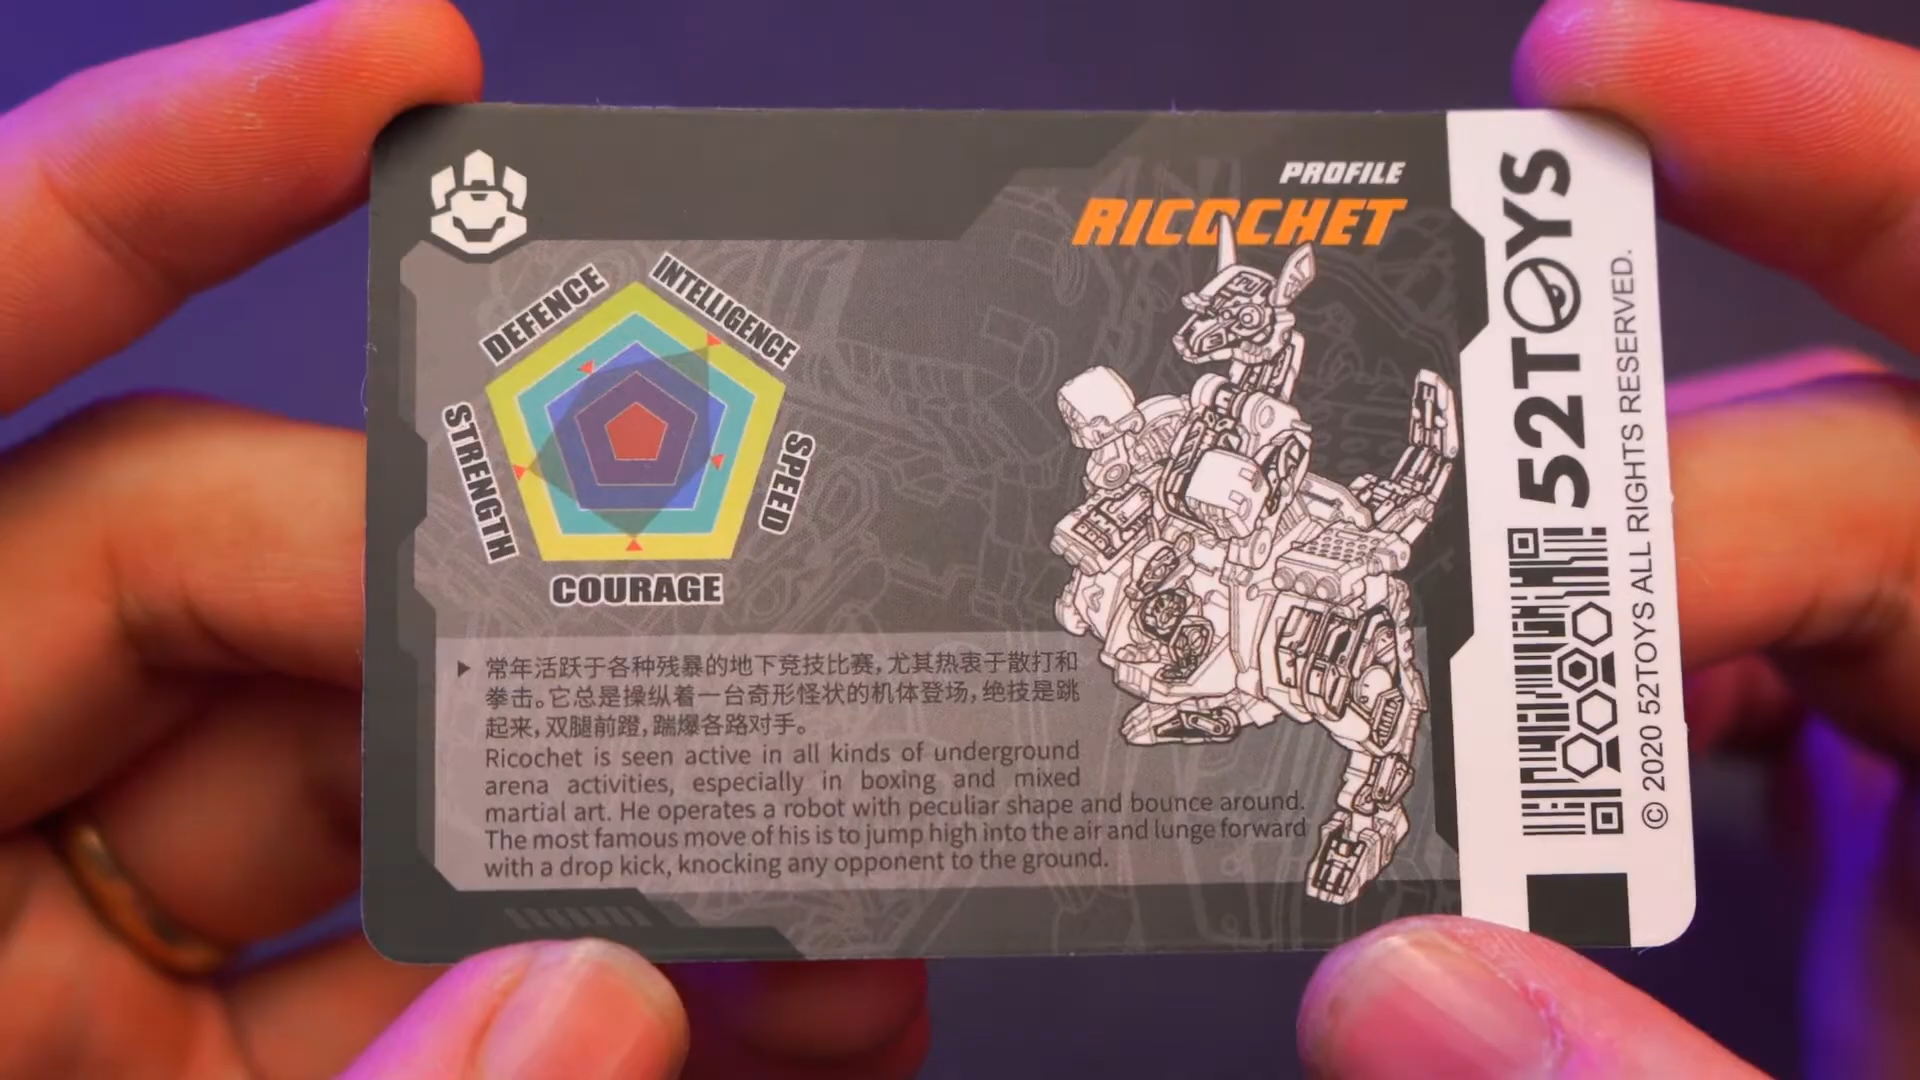 PROFILE
RICOCHET
DEFENCE
INTELLIGENCE
STRENGTH
SPEED
COURAGE
常年活跃于各种残暴的地下竞技比赛,尤其热衷于散打和
拳击。它总是操纵着一台奇形怪状的机体登场,绝技是跳
起来,双腿前蹬,踹爆各路对手。
Ricochet is seen active in all kinds of underground
arena activities, especially in boxing and mixed
martial art. He operates a robot with peculiar shape and bounce around.
The most famous move of his is to jump high into the air and lunge forward
with a drop kick, knocking any opponent to the ground.
52TOYS
© 2020 52TOYS ALL RIGHTS RESERVED.